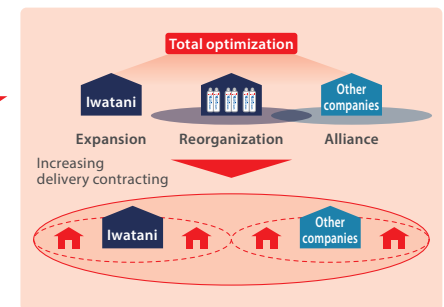 Total optimization
Iwatani
Other
companies
Expansion
Reorganization
Alliance
Increasing
delivery contracting
Iwatani
Other
companies